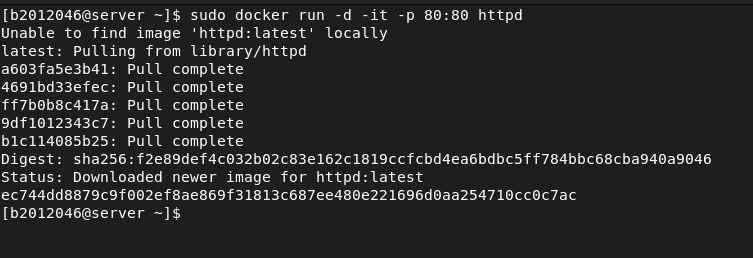 [b2012046@server ~]$ sudo docker run -d -it -p 80:80 httpd
Unable to find image 'httpd:latest' locally
latest: Pulling from library/httpd
a603fa5e3b41: Pull complete
4691bd33efec: Pull complete
ff7b0b8c417a: Pull complete
9df1012343c7: Pull complete
b1c114085b25: Pull complete
Digest: sha256:f2e89def4c032b02c83e162c1819ccfcbd4ea6bdbc5ff784bbc68cba940a9046
Status: Downloaded newer image for httpd:latest
ec744dd8879c9f002ef8ae869f31813c687ee480e221696d0aa254710cc0c7ac
[b2012046@server ~]$